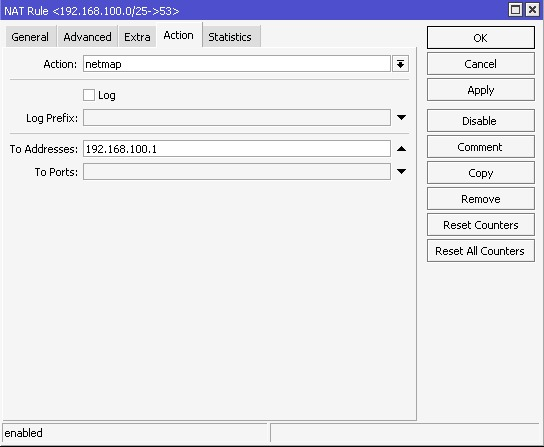 NAT Rule <192.168.100.0/25->53>
General
Advanced
Extra
Action
Statistics
OK
Action:
netmap
Cancel
Log
Apply
Log Prefix:
Disable
To Addresses:
192.168.100.1
Comment
To Ports:
Copy
Remove
Reset Counters
Reset All Counters
enabled